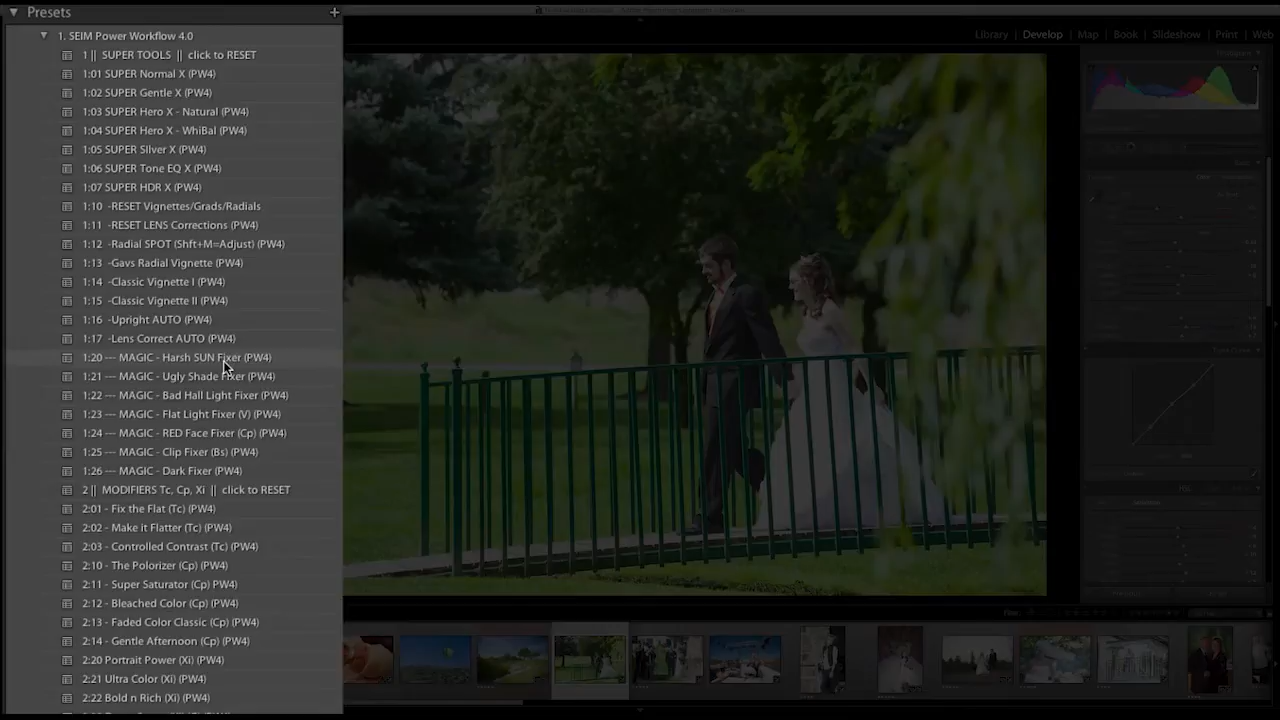 Presets
+
Library | Develop | Map | Book | Slideshow | Print | Web
1. SEIM Power Workflow 4.0
1 || SUPER TOOLS || click to RESET
1:01 SUPER Normal X (PW4)
1:02 SUPER Gentle X (PW4)
1:03 SUPER Hero X - Natural (PW4)
1:04 SUPER Hero X - WhiBal (PW4)
1:05 SUPER SIlver X (PW4)
1:06 SUPER Tone EQ X (PW4)
1:07 SUPER HDR X (PW4)
1:10 -RESET Vignettes/Grads/Radials
1:11 -RESET LENS Corrections (PW4)
1:12 -Radial SPOT (Shft+M=Adjust) (PW4)
1:13 -Gavs Radial Vignette (PW4)
1:14 -Classic Vignette I (PW4)
1:15 -Classic Vignette II (PW4)
1:16 -Upright AUTO (PW4)
1:17 -Lens Correct AUTO (PW4)
1:20 --- MAGIC - Harsh SUN Fixer (PW4)
1:21 --- MAGIC - Ugly Shade Fixer (PW4)
1:22 --- MAGIC - Bad Hall Light Fixer (PW4)
1:23 --- MAGIC - Flat Light Fixer (V) (PW4)
1:24 --- MAGIC - RED Face Fixer (Cp) (PW4)
1:25 --- MAGIC - Clip Fixer (Bs) (PW4)
1:26 --- MAGIC - Dark Fixer (PW4)
2 || MODIFIERS Tc, Cp, Xi || click to RESET
2:01 - Fix the Flat (Tc) (PW4)
2:02 - Make it Flatter (Tc) (PW4)
2:03 - Controlled Contrast (Tc) (PW4)
2:10 - The Polorizer (Cp) (PW4)
2:11 - Super Saturator (Cp) PW4)
2:12 - Bleached Color (Cp) (PW4)
2:13 - Faded Color Classic (Cp) (PW4)
2:14 - Gentle Afternoon (Cp) (PW4)
2:20 Portrait Power (Xi) (PW4)
2:21 Ultra Color (Xi) (PW4)
2:22 Bold n Rich (Xi) (PW4)